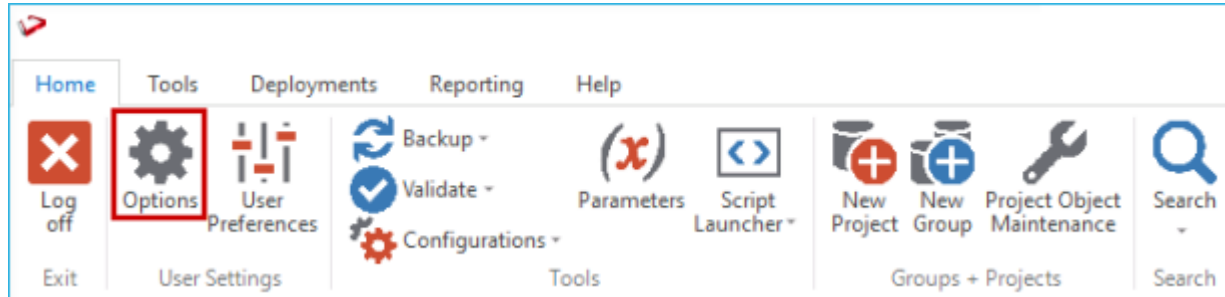 Home Tools Deployments Reporting Help
Log off
Options
User Preferences
Backup
Validate
Configurations
(x)
Parameters
Script Launcher
New Project
New Group
Project Object Maintenance
Search
Exit User Settings Tools Groups + Projects Search